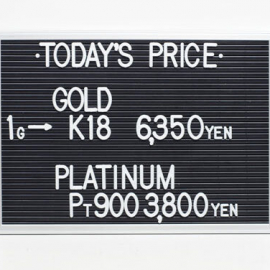 ·TODAY'S PRICE·
GOLD
1G→ K18 6,350YEN
PLATINUM
PT900 3,800YEN